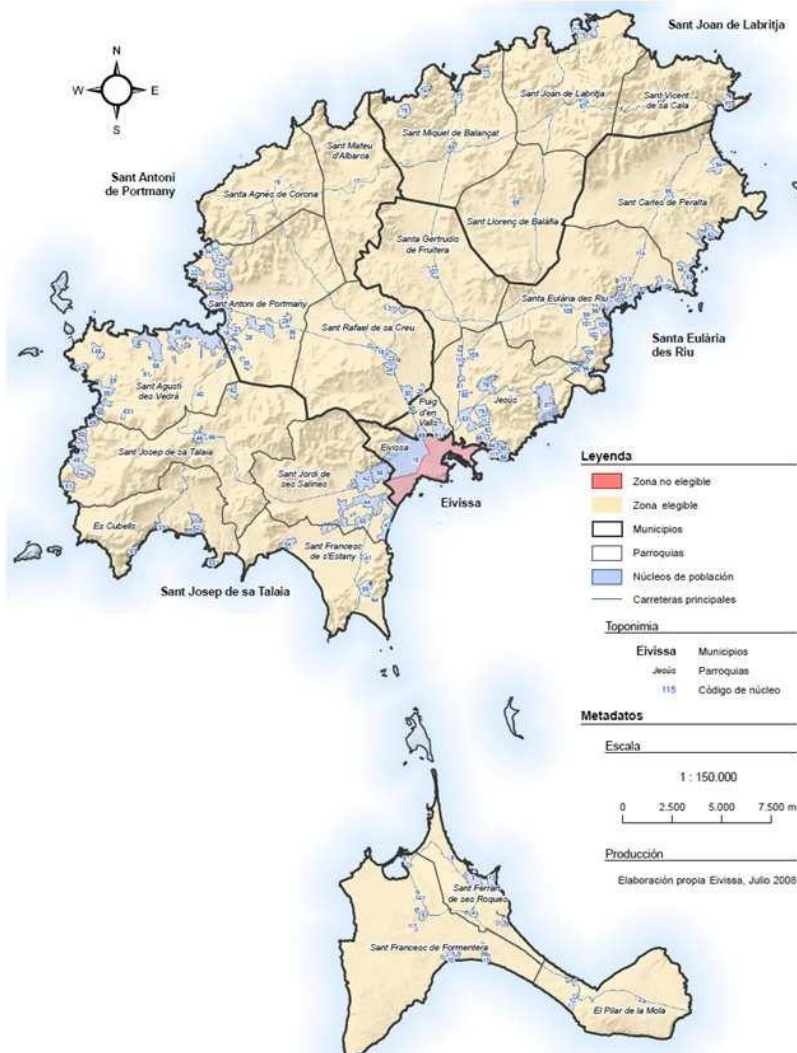 Sant Joan de Labritja
N
W E
S
Sant Joan de Labritja
Sant Vicent
de sa Cala
Sant Miquel de Balançat
Sant Mateu
d'Albarca
Sant Antoni
de Portmany
Santa Agnès de Corona
Sant Carles de Peralta
Sant Llorenç de Balàfia
Santa Gertrudis
de Fruitera
Sant Antoni de Portmany
Santa Eulària des Riu
Sant Rafael de sa Creu
Santa Eulària
des Riu
Sant Agustí
des Vedrà
Jesús
Puig
d'en
Valls
Eivissa
Sant Josep de sa Talaia
Sant Jordi de
ses Salines
Eivissa
Es Cubells
Sant Francesc
de s'Estany
Sant Josep de sa Talaia
Leyenda
Zona no elegible
Zona elegible
Municipios
Parroquias
Núcleos de población
Carreteras principales
Toponimia
Eivissa Municipios
Jesús Parroquias
115 Código de núcleo
Metadatos
Escala
1 : 150.000
0 2.500 5.000 7.500 m
Producción
Elaboración propia Eivissa, Julio 2008
Sant Ferran
de ses Roques
Sant Francesc de Formentera
El Pilar de la Mola